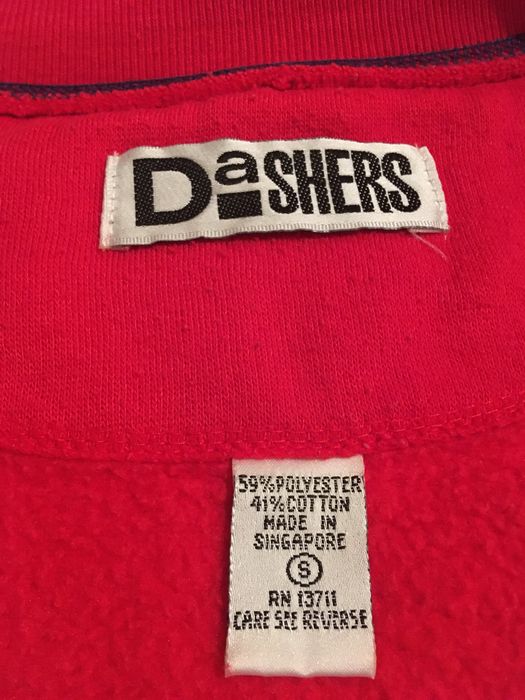 DaSHERS
59% POLYESTER
41% COTTON
MADE IN
SINGAPORE
S
RN 13711
CARE SEE REVERSE